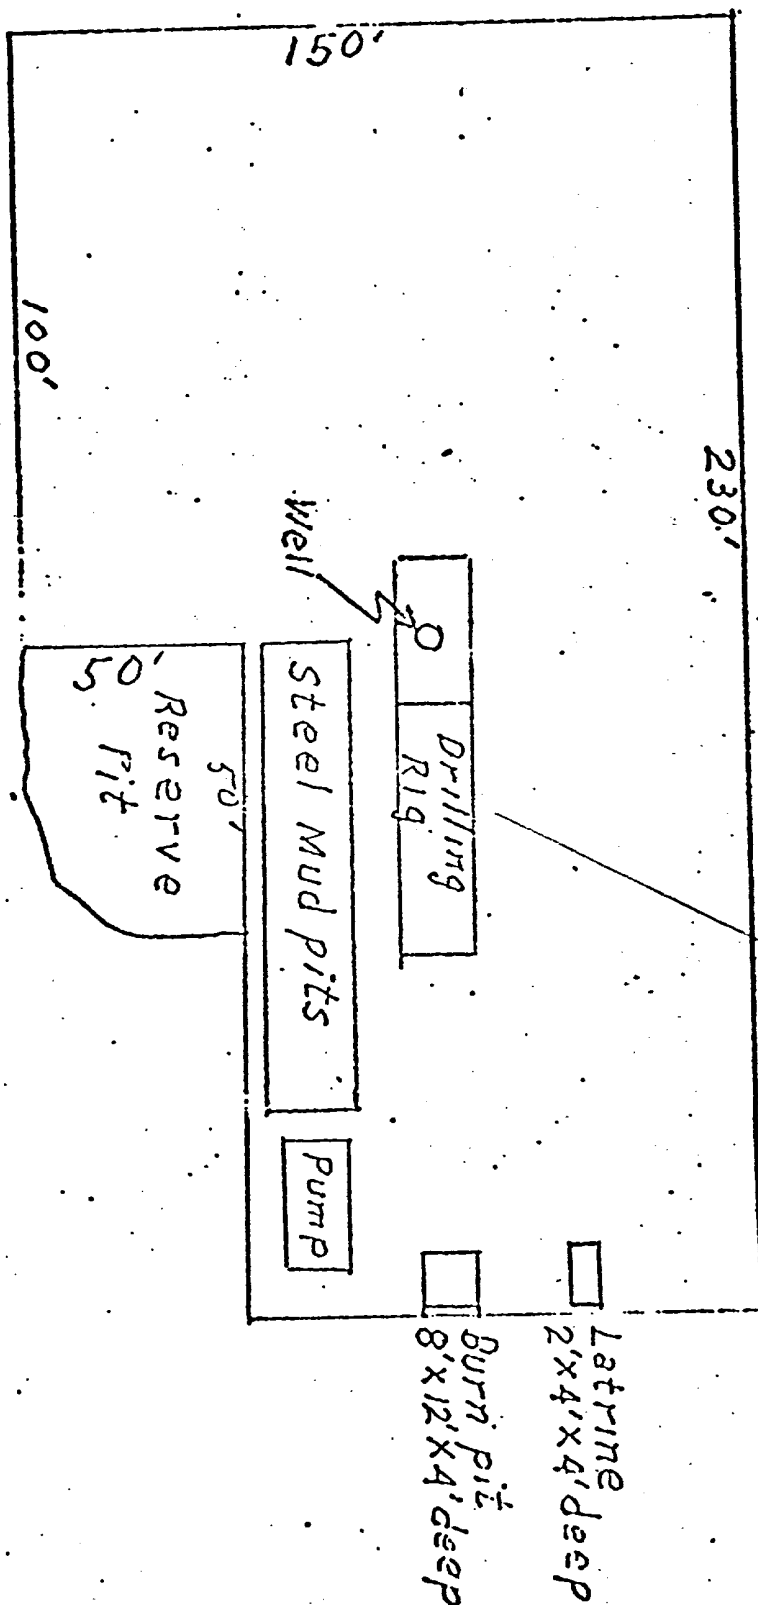 150'
100'
230'
Well
Drilling
Rig
50'
Reserve
Pit
50'
Steel Mud pits
Pump
Latrine
2'x4'x4' deep
Burn pit
8'x12'x4' deep